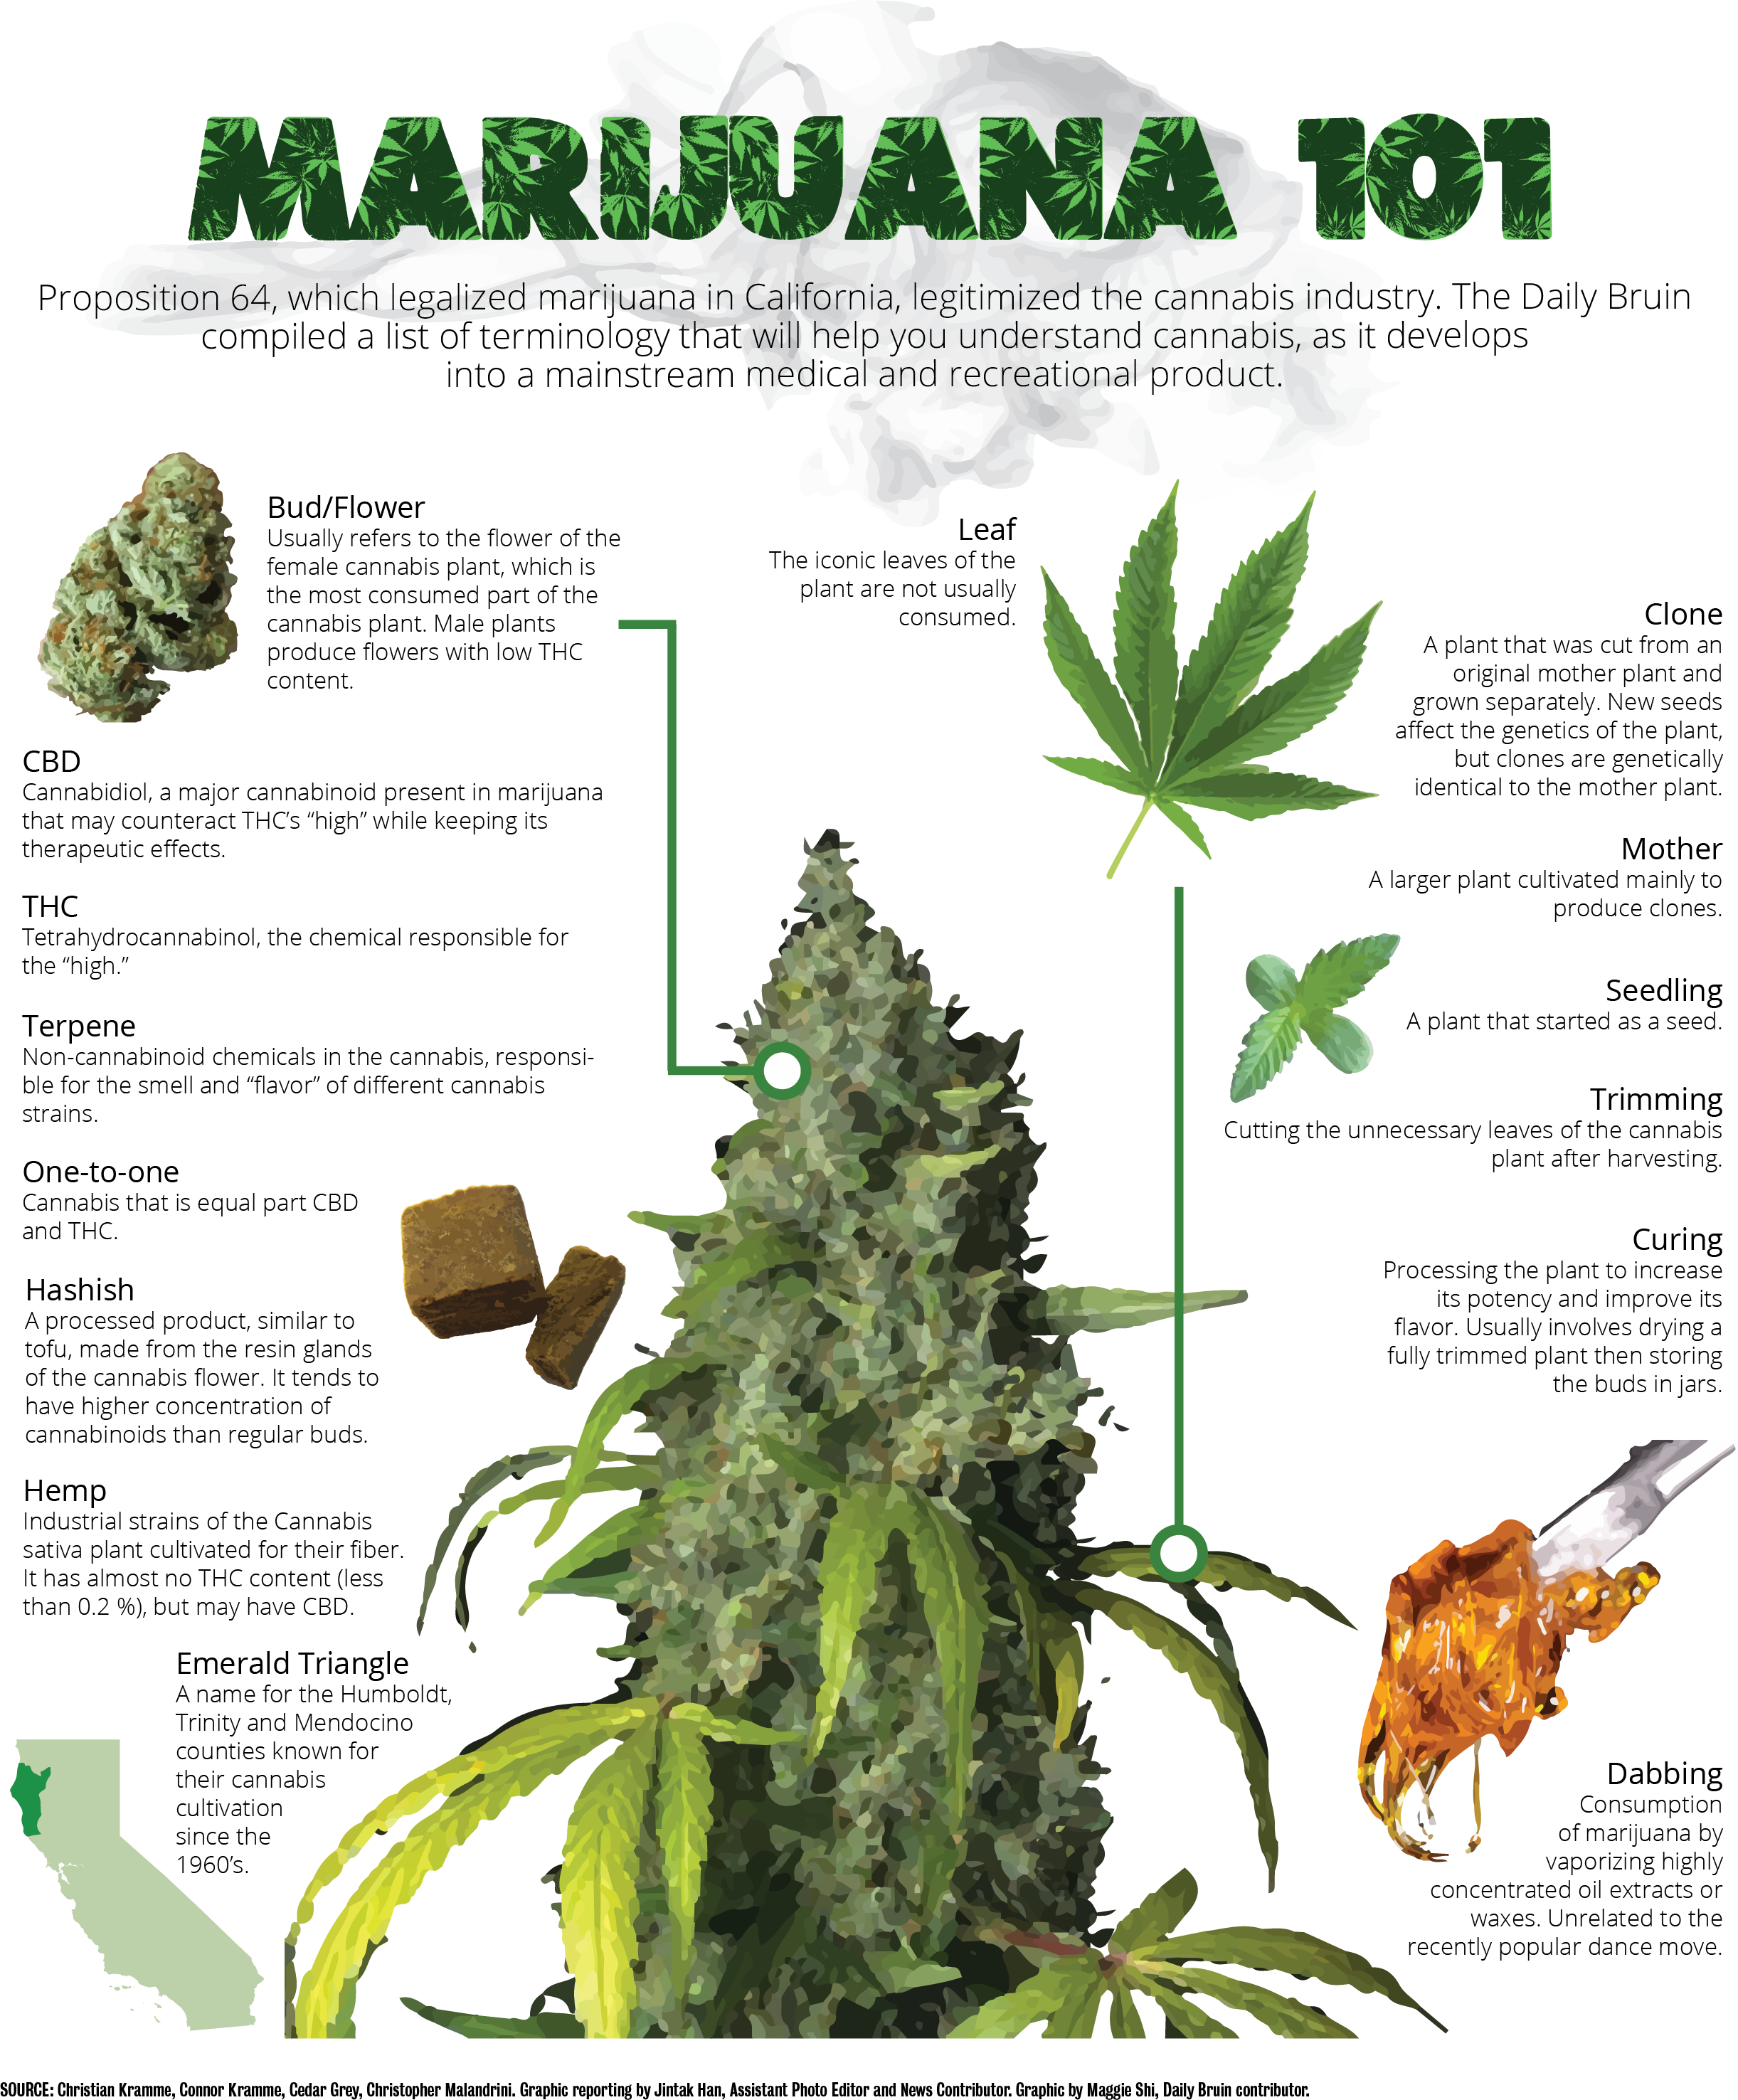 MARIJUANA 101
Proposition 64, which legalized marijuana in California, legitimized the cannabis industry. The Daily Bruin
compiled a list of terminology that will help you understand cannabis, as it develops
into a mainstream medical and recreational product.
Bud/Flower
Usually refers to the flower of the
female cannabis plant, which is
the most consumed part of the
cannabis plant. Male plants
produce flowers with low THC
content.
CBD
Cannabidiol, a major cannabinoid present in marijuana
that may counteract THC’s “high” while keeping its
therapeutic effects.
THC
Tetrahydrocannabinol, the chemical responsible for
the “high.”
Terpene
Non-cannabinoid chemicals in the cannabis, responsi-
ble for the smell and “flavor” of different cannabis
strains.
One-to-one
Cannabis that is equal part CBD
and THC.
Hashish
A processed product, similar to
tofu, made from the resin glands
of the cannabis flower. It tends to
have higher concentration of
cannabinoids than regular buds.
Hemp
Industrial strains of the Cannabis
sativa plant cultivated for their fiber.
It has almost no THC content (less
than 0.2 %), but may have CBD.
Emerald Triangle
A name for the Humboldt,
Trinity and Mendocino
counties known for
their cannabis
cultivation
since the
1960’s.
Leaf
The iconic leaves of the
plant are not usually
consumed.
Clone
A plant that was cut from an
original mother plant and
grown separately. New seeds
affect the genetics of the plant,
but clones are genetically
identical to the mother plant.
Mother
A larger plant cultivated mainly to
produce clones.
Seedling
A plant that started as a seed.
Trimming
Cutting the unnecessary leaves of the cannabis
plant after harvesting.
Curing
Processing the plant to increase
its potency and improve its
flavor. Usually involves drying a
fully trimmed plant then storing
the buds in jars.
Dabbing
Consumption
of marijuana by
vaporizing highly
concentrated oil extracts or
waxes. Unrelated to the
recently popular dance move.
SOURCE: Christian Kramme, Connor Kramme, Cedar Grey, Christopher Malandrini. Graphic reporting by Jintak Han, Assistant Photo Editor and News Contributor. Graphic by Maggie Shi, Daily Bruin contributor.